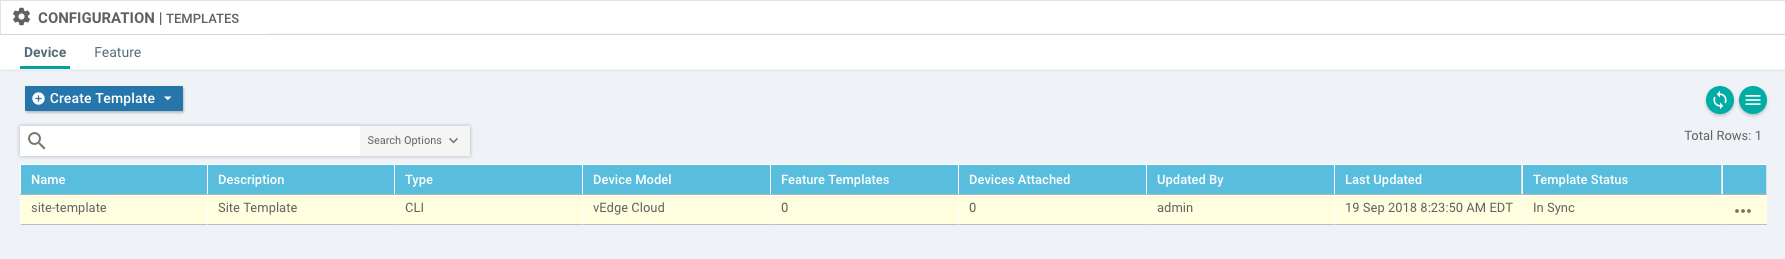 CONFIGURATION | TEMPLATES
Device Feature
Create Template
Search Options
Total Rows: 1
Name Description Type Device Model Feature Templates Devices Attached Updated By Last Updated Template Status
site-template Site Template CLI vEdge Cloud 0 0 admin 19 Sep 2018 8:23:50 AM EDT In Sync •••